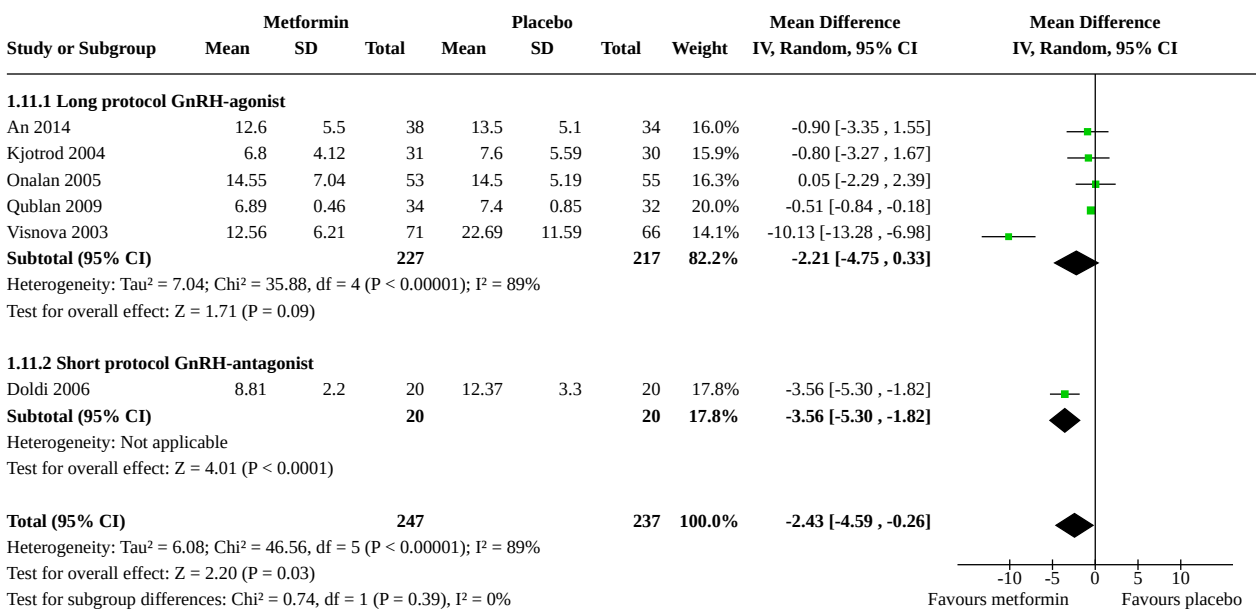 Metformin Placebo Mean Difference Mean Difference
Study or Subgroup Mean SD Total Mean SD Total Weight IV, Random, 95% CI IV, Random, 95% CI
1.11.1 Long protocol GnRH-agonist
An 2014 12.6 5.5 38 13.5 5.1 34 16.0% -0.90 [-3.35 , 1.55]
Kjotrod 2004 6.8 4.12 31 7.6 5.59 30 15.9% -0.80 [-3.27 , 1.67]
Onalan 2005 14.55 7.04 53 14.5 5.19 55 16.3% 0.05 [-2.29 , 2.39]
Qublan 2009 6.89 0.46 34 7.4 0.85 32 20.0% -0.51 [-0.84 , -0.18]
Visnova 2003 12.56 6.21 71 22.69 11.59 66 14.1% -10.13 [-13.28 , -6.98]
Subtotal (95% CI) 227 217 82.2% -2.21 [-4.75 , 0.33]
Heterogeneity: Tau² = 7.04; Chi² = 35.88, df = 4 (P < 0.00001); I² = 89%
Test for overall effect: Z = 1.71 (P = 0.09)
1.11.2 Short protocol GnRH-antagonist
Doldi 2006 8.81 2.2 20 12.37 3.3 20 17.8% -3.56 [-5.30 , -1.82]
Subtotal (95% CI) 20 20 17.8% -3.56 [-5.30 , -1.82]
Heterogeneity: Not applicable
Test for overall effect: Z = 4.01 (P < 0.0001)
Total (95% CI) 247 237 100.0% -2.43 [-4.59 , -0.26]
Heterogeneity: Tau² = 6.08; Chi² = 46.56, df = 5 (P < 0.00001); I² = 89%
Test for overall effect: Z = 2.20 (P = 0.03)
-10 -5 0 5 10
Test for subgroup differences: Chi² = 0.74, df = 1 (P = 0.39), I² = 0%
Favours metformin Favours placebo